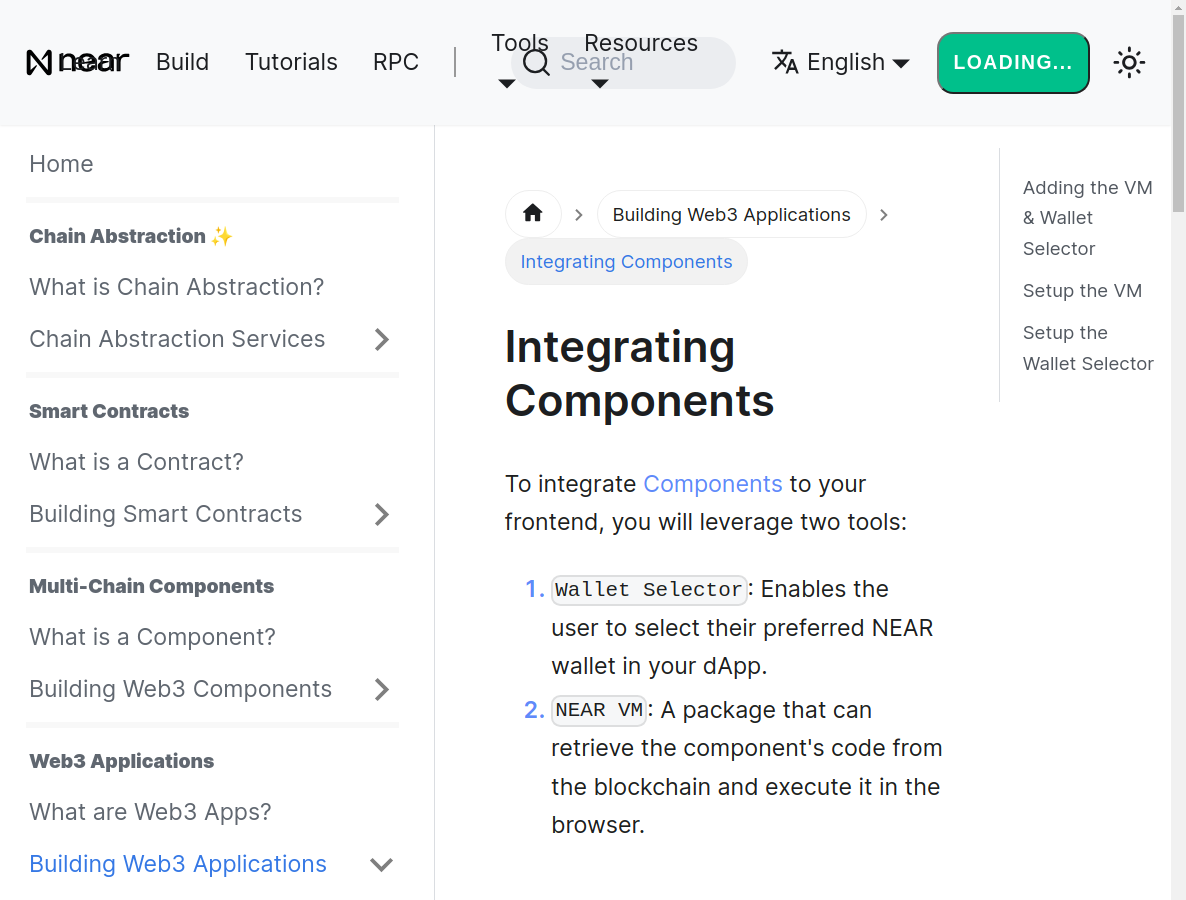 near
Learn
Build
Tutorials
RPC
Tools
Resources
Search
English
LOADING...
Home
Chain Abstraction ✨
What is Chain Abstraction?
Chain Abstraction Services
Smart Contracts
What is a Contract?
Building Smart Contracts
Multi-Chain Components
What is a Component?
Building Web3 Components
Web3 Applications
What are Web3 Apps?
Building Web3 Applications
Building Web3 Applications
Integrating Components
Integrating
Components
To integrate Components to your
frontend, you will leverage two tools:
1. Wallet Selector: Enables the
user to select their preferred NEAR
wallet in your dApp.
2. NEAR VM: A package that can
retrieve the component's code from
the blockchain and execute it in the
browser.
Adding the VM
& Wallet
Selector
Setup the VM
Setup the
Wallet Selector